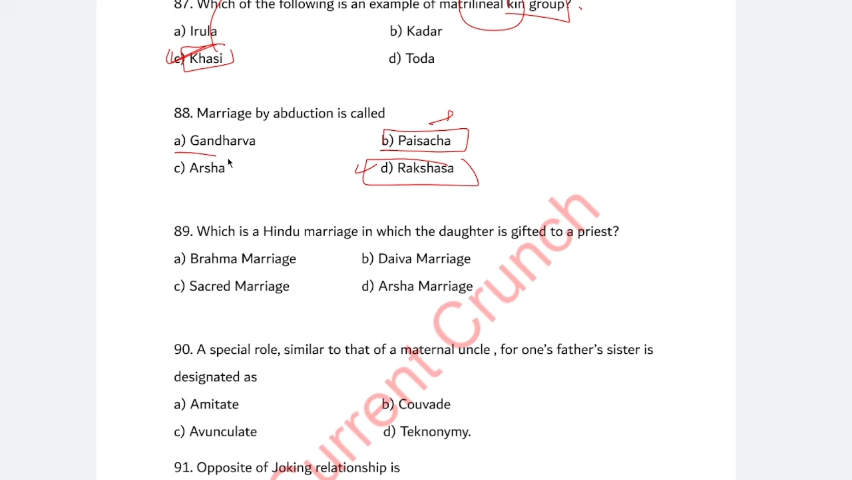 87. Which of the following is an example of matrilineal kin group?
a) Irula b) Kadar
c) Khasi d) Toda
88. Marriage by abduction is called
a) Gandharva b) Paisacha
c) Arsha d) Rakshasa
89. Which is a Hindu marriage in which the daughter is gifted to a priest?
a) Brahma Marriage b) Daiva Marriage
c) Sacred Marriage d) Arsha Marriage
90. A special role, similar to that of a maternal uncle , for one's father's sister is
designated as
a) Amitate b) Couvade
c) Avunculate d) Teknonymy.
91. Opposite of Joking relationship is
Current Crunch